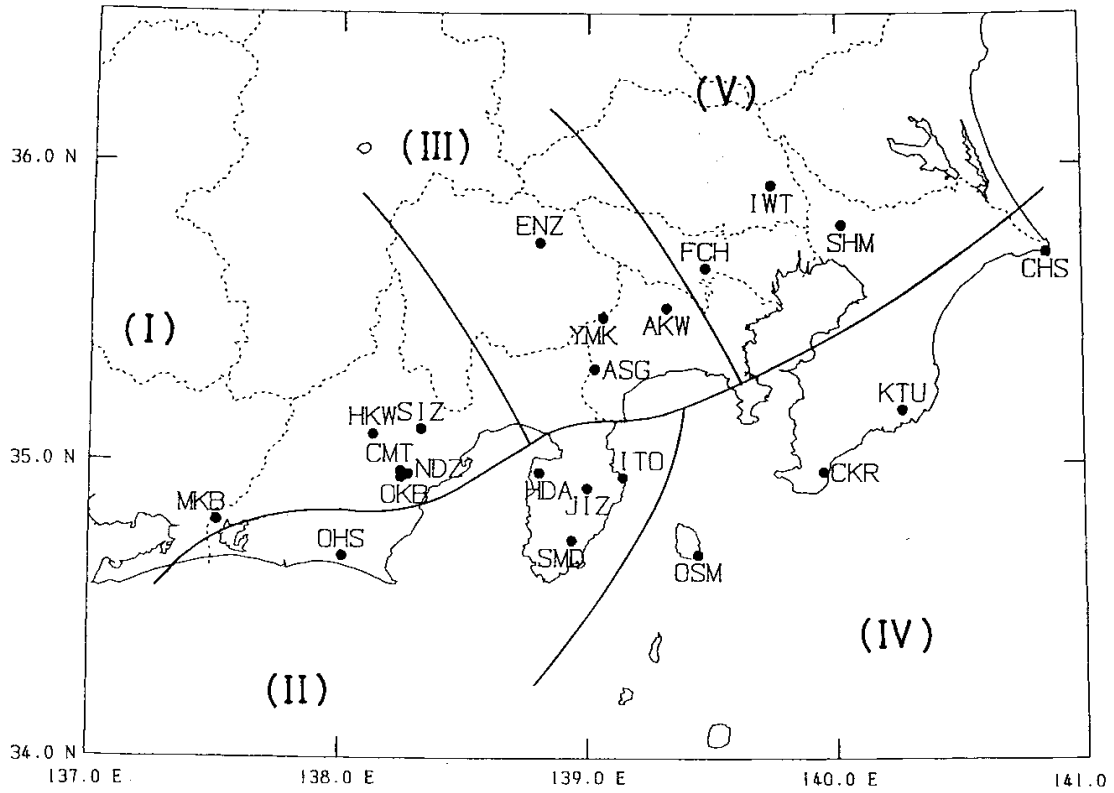 (V)
(III)
36.0 N
IWT
ENZ
SHM
FCH
CHS
(I)
YMK
AKW
ASG
KTU
HKW
SIZ
CMT
NDZ
35.0 N
ITO
CKR
OKB
HDA
JIZ
MKB
OHS
SMD
OSM
(IV)
(II)
34.0 N
137.0 E
138.0 E
139.0 E
140.0 E
141.0